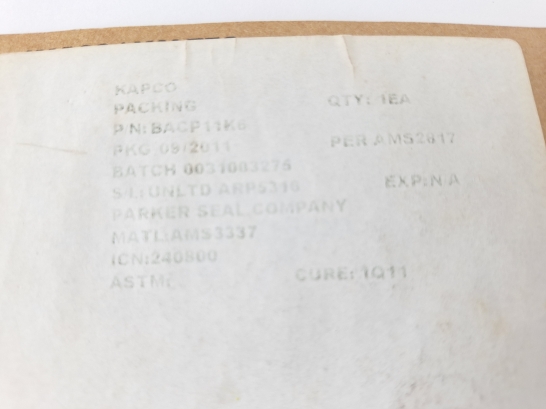 KAPCO
PACKING QTY: 1EA
P/N: BACP11K6
PKG 09/2011 PER AMS2817
BATCH 0031083276
S/L: UNLTD ARP5316 EXP: N/A
PARKER SEAL COMPANY
MATL: AMS3337
ICN: 240800
ASTM: CURE: 1Q11